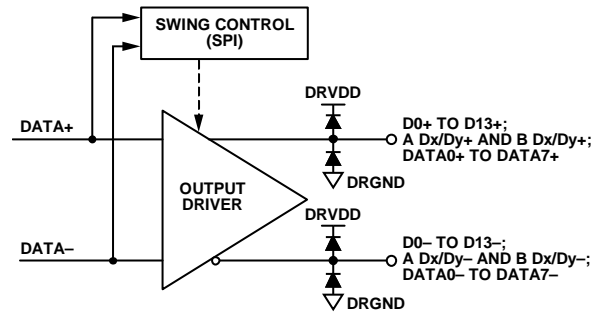 SWING CONTROL
(SPI)
DRVDD
DATA+
D0+ TO D13+;
A Dx/Dy+ AND B Dx/Dy+;
DATA0+ TO DATA7+
OUTPUT
DRIVER
DRGND
DRVDD
DATA–
D0– TO D13–;
A Dx/Dy– AND B Dx/Dy–;
DATA0– TO DATA7–
DRGND